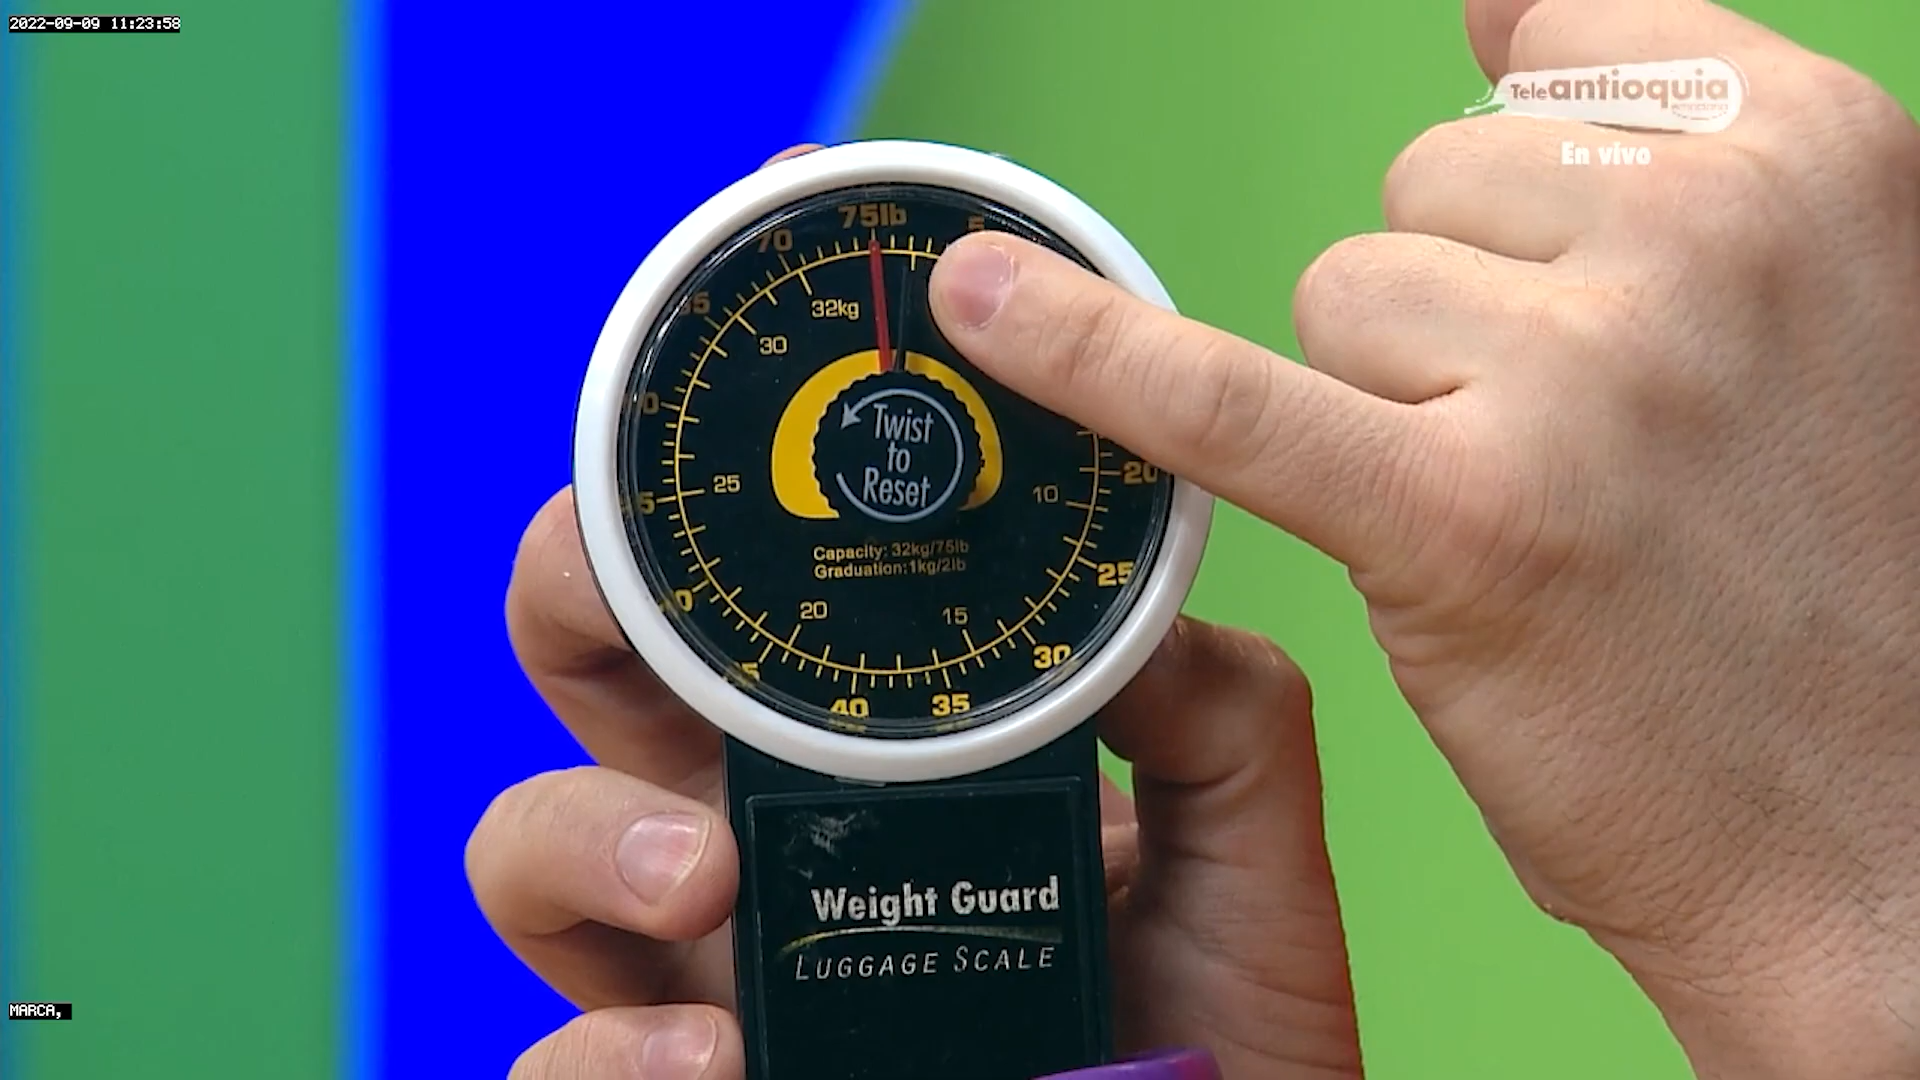 2022-09-09 11:23:58
Teleantioquia
En vivo
75lb
5
70
32kg
30
20
25
10
Capacity: 32kg/75lb
Graduation:1kg/2lb
25
20
15
30
40
35
Twist
to
Reset
Weight Guard
LUGGAGE SCALE
MARCA,